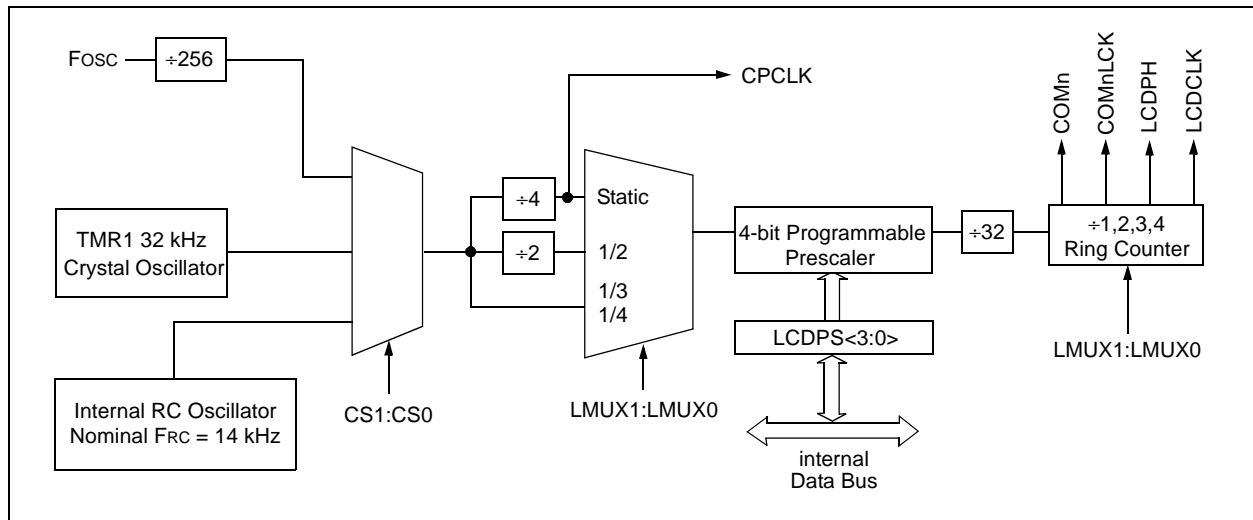 FOSC
÷256
CPCLK
COMn
COMnLCK
LCDPH
LCDCLK
÷4
Static
÷2
1/2
1/3
1/4
TMR1 32 kHz
Crystal Oscillator
4-bit Programmable
Prescaler
÷32
÷1,2,3,4
Ring Counter
LCDPS<3:0>
LMUX1:LMUX0
Internal RC Oscillator
Nominal FRC = 14 kHz
CS1:CS0
LMUX1:LMUX0
internal
Data Bus